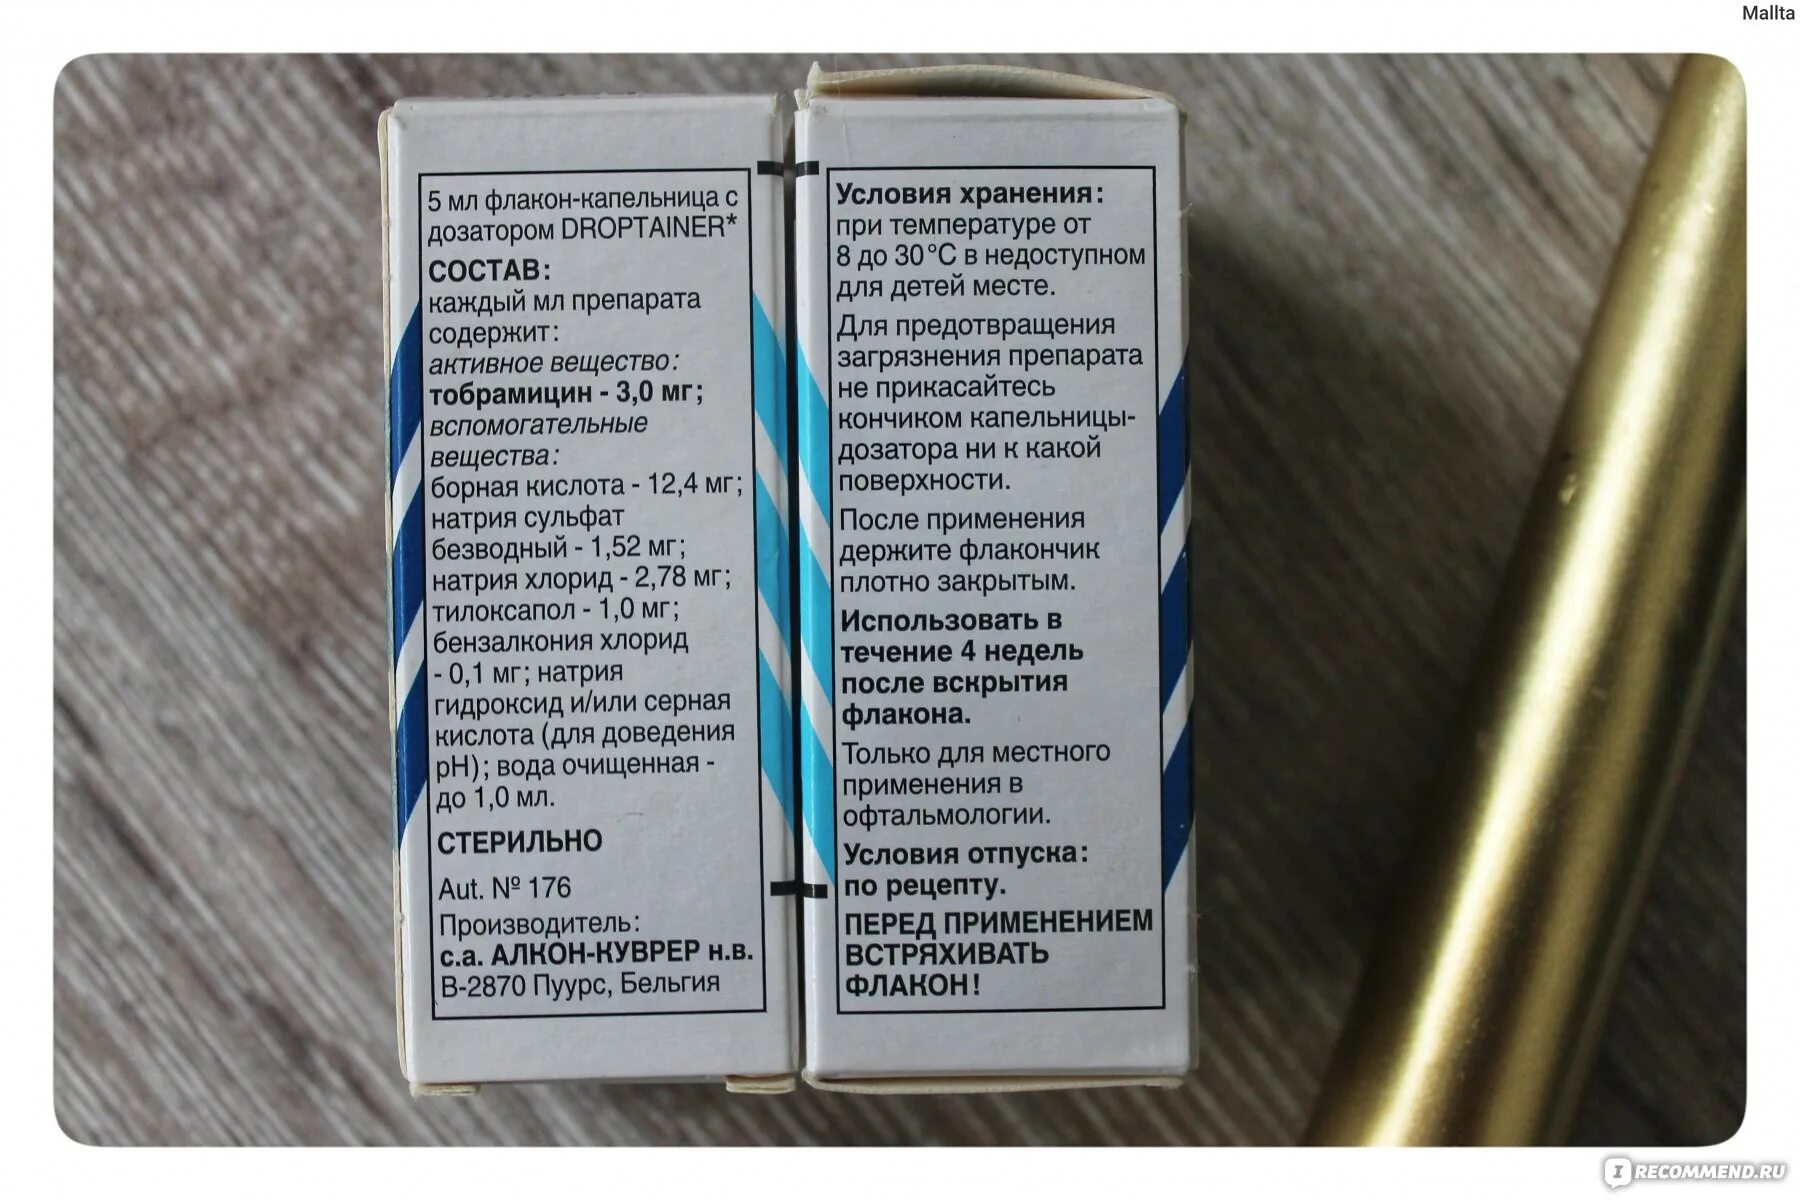 Mallta
5 мл флакон-капельница с
дозатором DROPTAINER*
СОСТАВ:
каждый мл препарата
содержит:
активное вещество:
тобрамицин - 3,0 мг;
вспомогательные
вещества:
борная кислота - 12,4 мг;
натрия сульфат
безводный - 1,52 мг;
натрия хлорид - 2,78 мг;
тилоксапол - 1,0 мг;
бензалкония хлорид
- 0,1 мг; натрия
гидроксид и/или серная
кислота (для доведения
pH); вода очищенная -
до 1,0 мл.
СТЕРИЛЬНО
Aut. № 176
Производитель:
с.а. АЛКОН-КУВРЕР н.в.
В-2870 Пуурс, Бельгия
Условия хранения:
при температуре от
8 до 30°C в недоступном
для детей месте.
Для предотвращения
загрязнения препарата
не прикасайтесь
кончиком капельницы-
дозатора ни к какой
поверхности.
После применения
держите флакончик
плотно закрытым.
Использовать в
течение 4 недель
после вскрытия
флакона.
Только для местного
применения в
офтальмологии.
Условия отпуска:
по рецепту.
ПЕРЕД ПРИМЕНЕНИЕМ
ВСТРЯХИВАТЬ
ФЛАКОН!
IRECOMMEND.RU